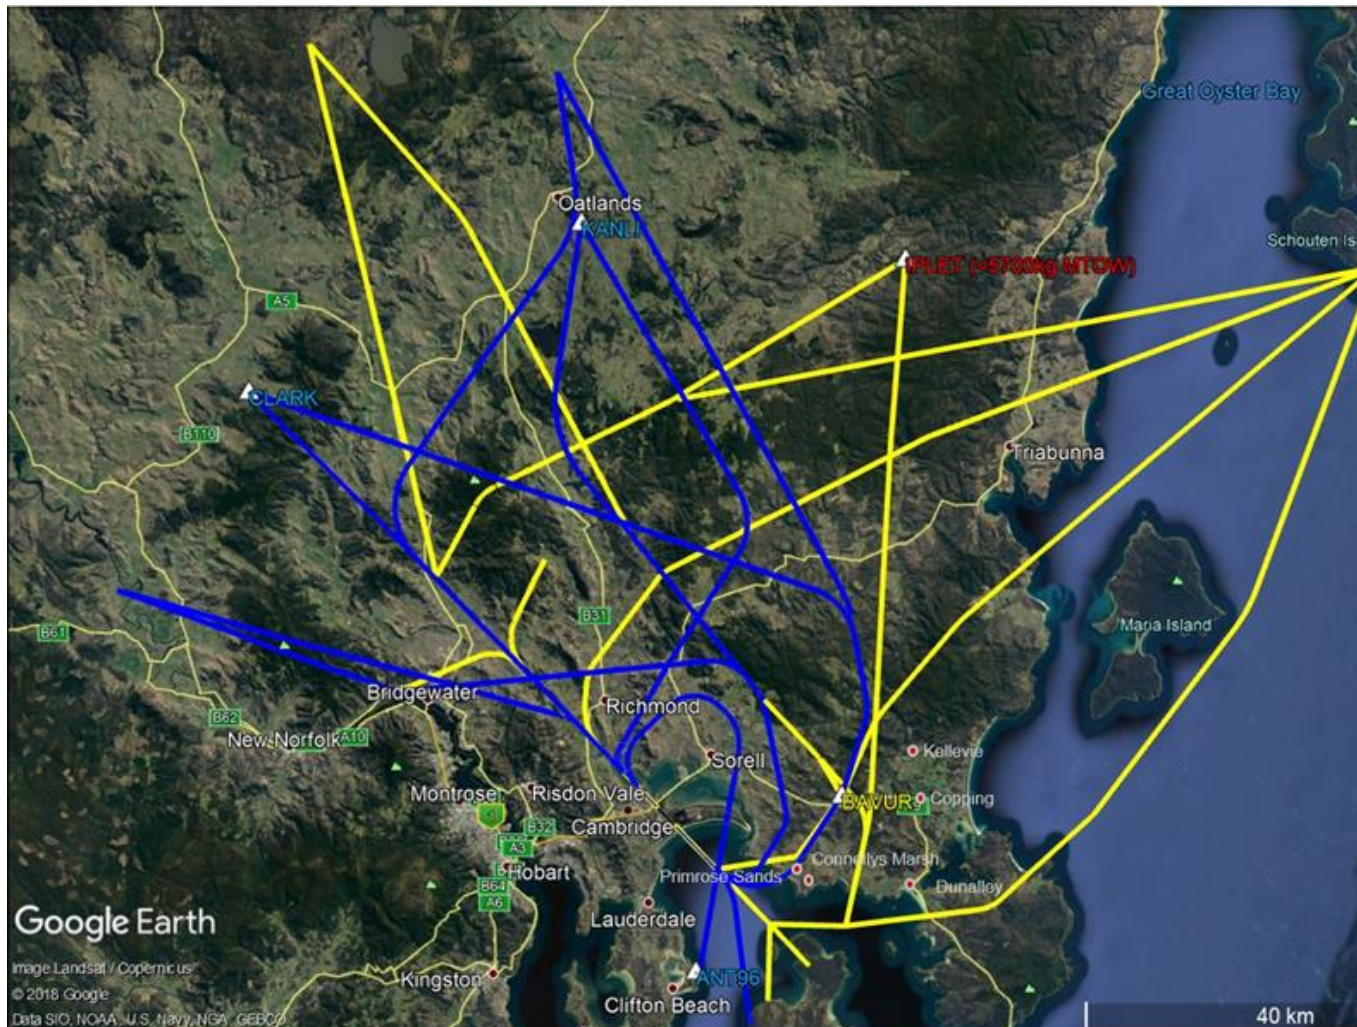 Great Oyster Bay
Oatlands
KANLI
Schouten Is
IPLET (>5700kg MTOW)
A5
CLARK
B110
Triabunna
B31
Maria Island
B61
Bridgewater
Richmond
B62
New Norfolk
A10
Sorell
Kellevie
Montrose
Risdon Vale
BAVUR
Copping
Cambridge
B32
A3
Hobart
Connellys Marsh
Primrose Sands
Dunalley
B64
A6
Lauderdale
Google Earth
Image Landsat / Copernicus
© 2018 Google
Data SIO, NOAA, U.S. Navy, NGA, GEBCO
Kingston
ANT96
Clifton Beach
40 km